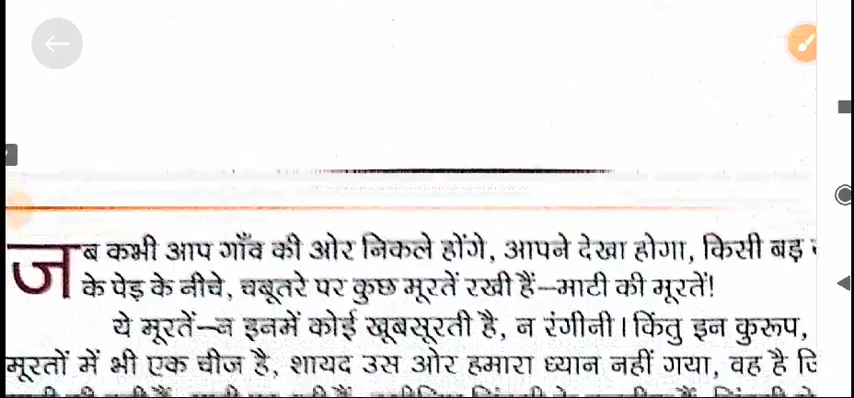 जब कभी आप गाँव की ओर निकले होंगे, आपने देखा होगा, किसी बड़
के पेड़ के नीचे, चबूतरे पर कुछ मूरतें रखी हैं—माटी की मूरतें!
ये मूरतें—न इनमें कोई खूबसूरती है, न रंगीनी। किंतु इन कुरूप,
मूरतों में भी एक चीज है, शायद उस ओर हमारा ध्यान नहीं गया, वह है